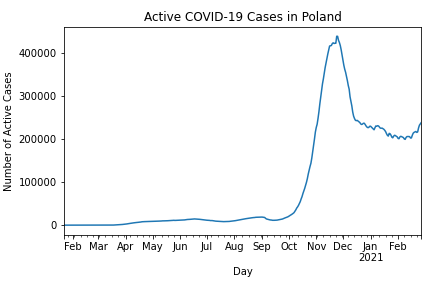 Active COVID-19 Cases in Poland
Number of Active Cases
400000
300000
200000
100000
0
Feb Mar Apr May Jun Jul Aug Sep Oct Nov Dec Jan Feb
2021
Day